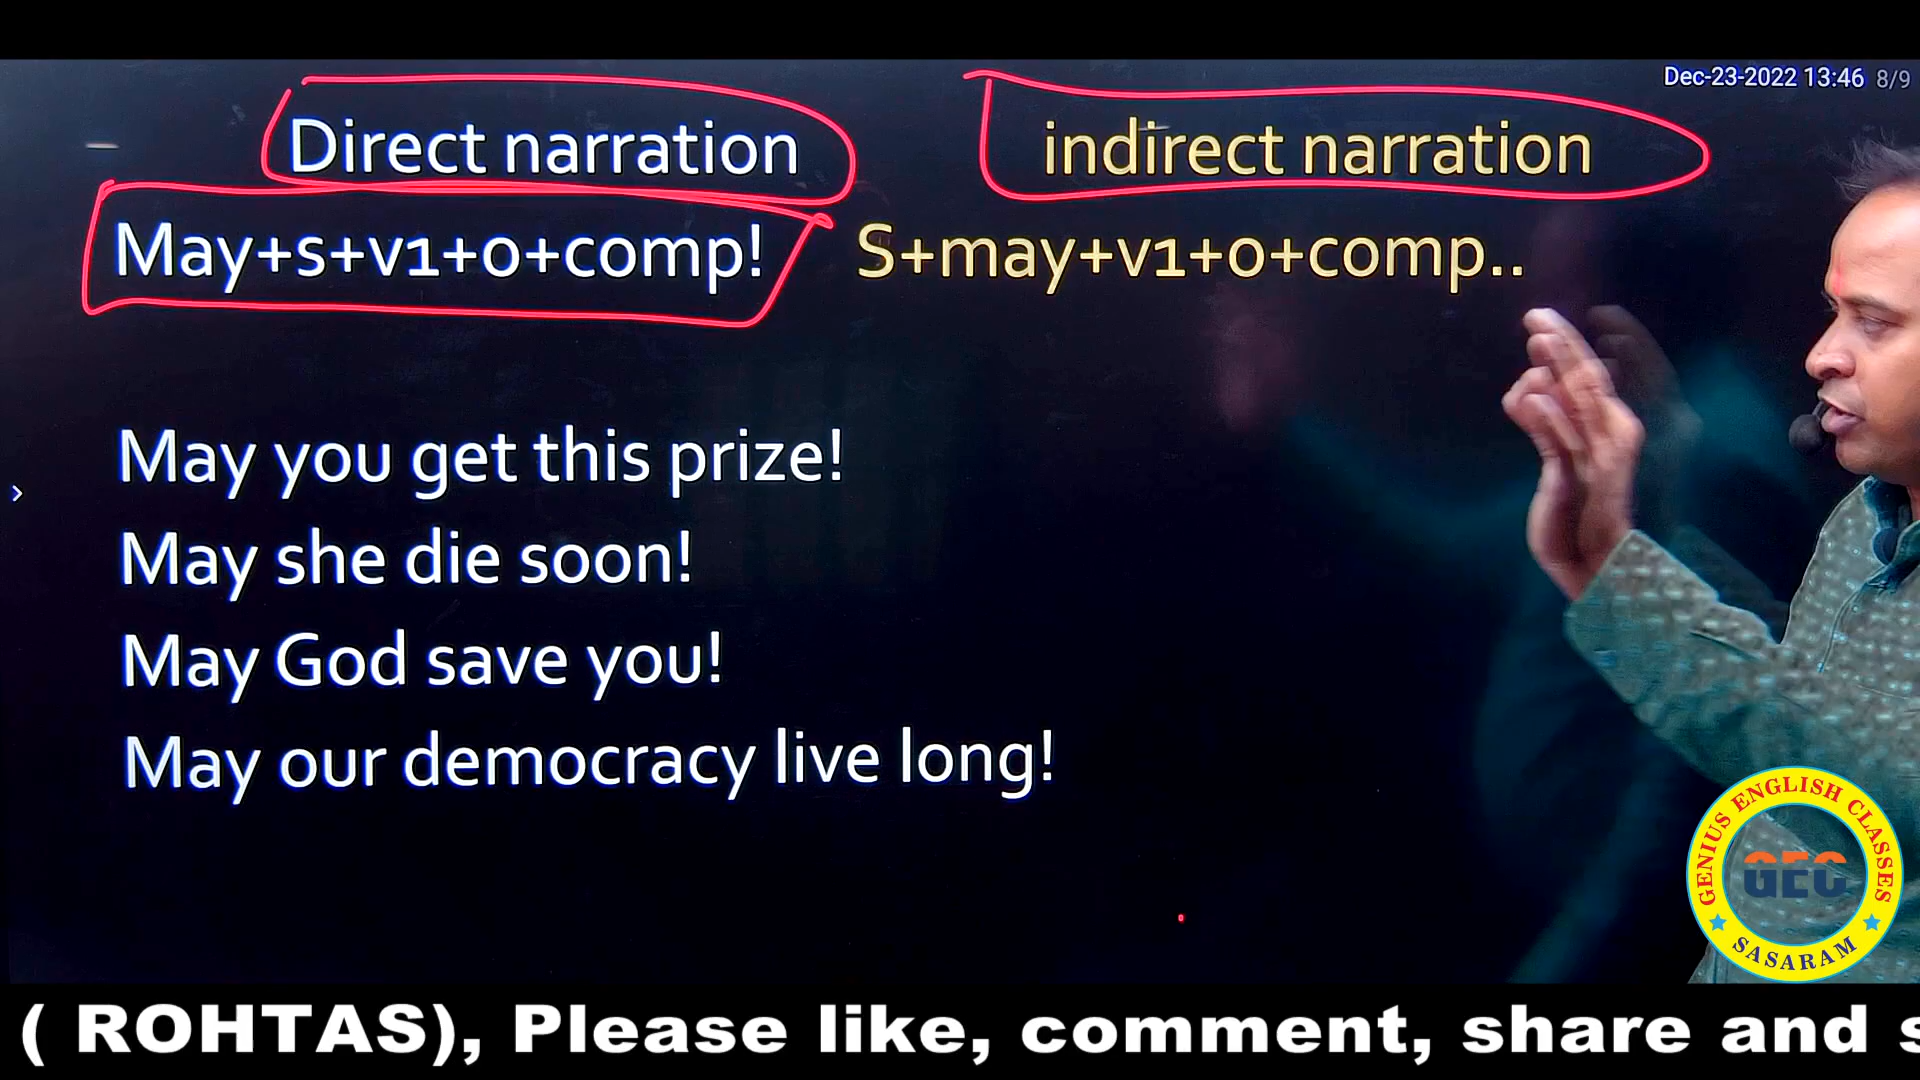 Dec-23-2022 13:46 8/9
Direct narration
indirect narration
May+s+v1+o+comp!
S+may+v1+o+comp..
May you get this prize!
May she die soon!
May God save you!
May our democracy live long!
GENIUS ENGLISH CLASSES
GEC
SASARAM
( ROHTAS), Please like, comment, share and s